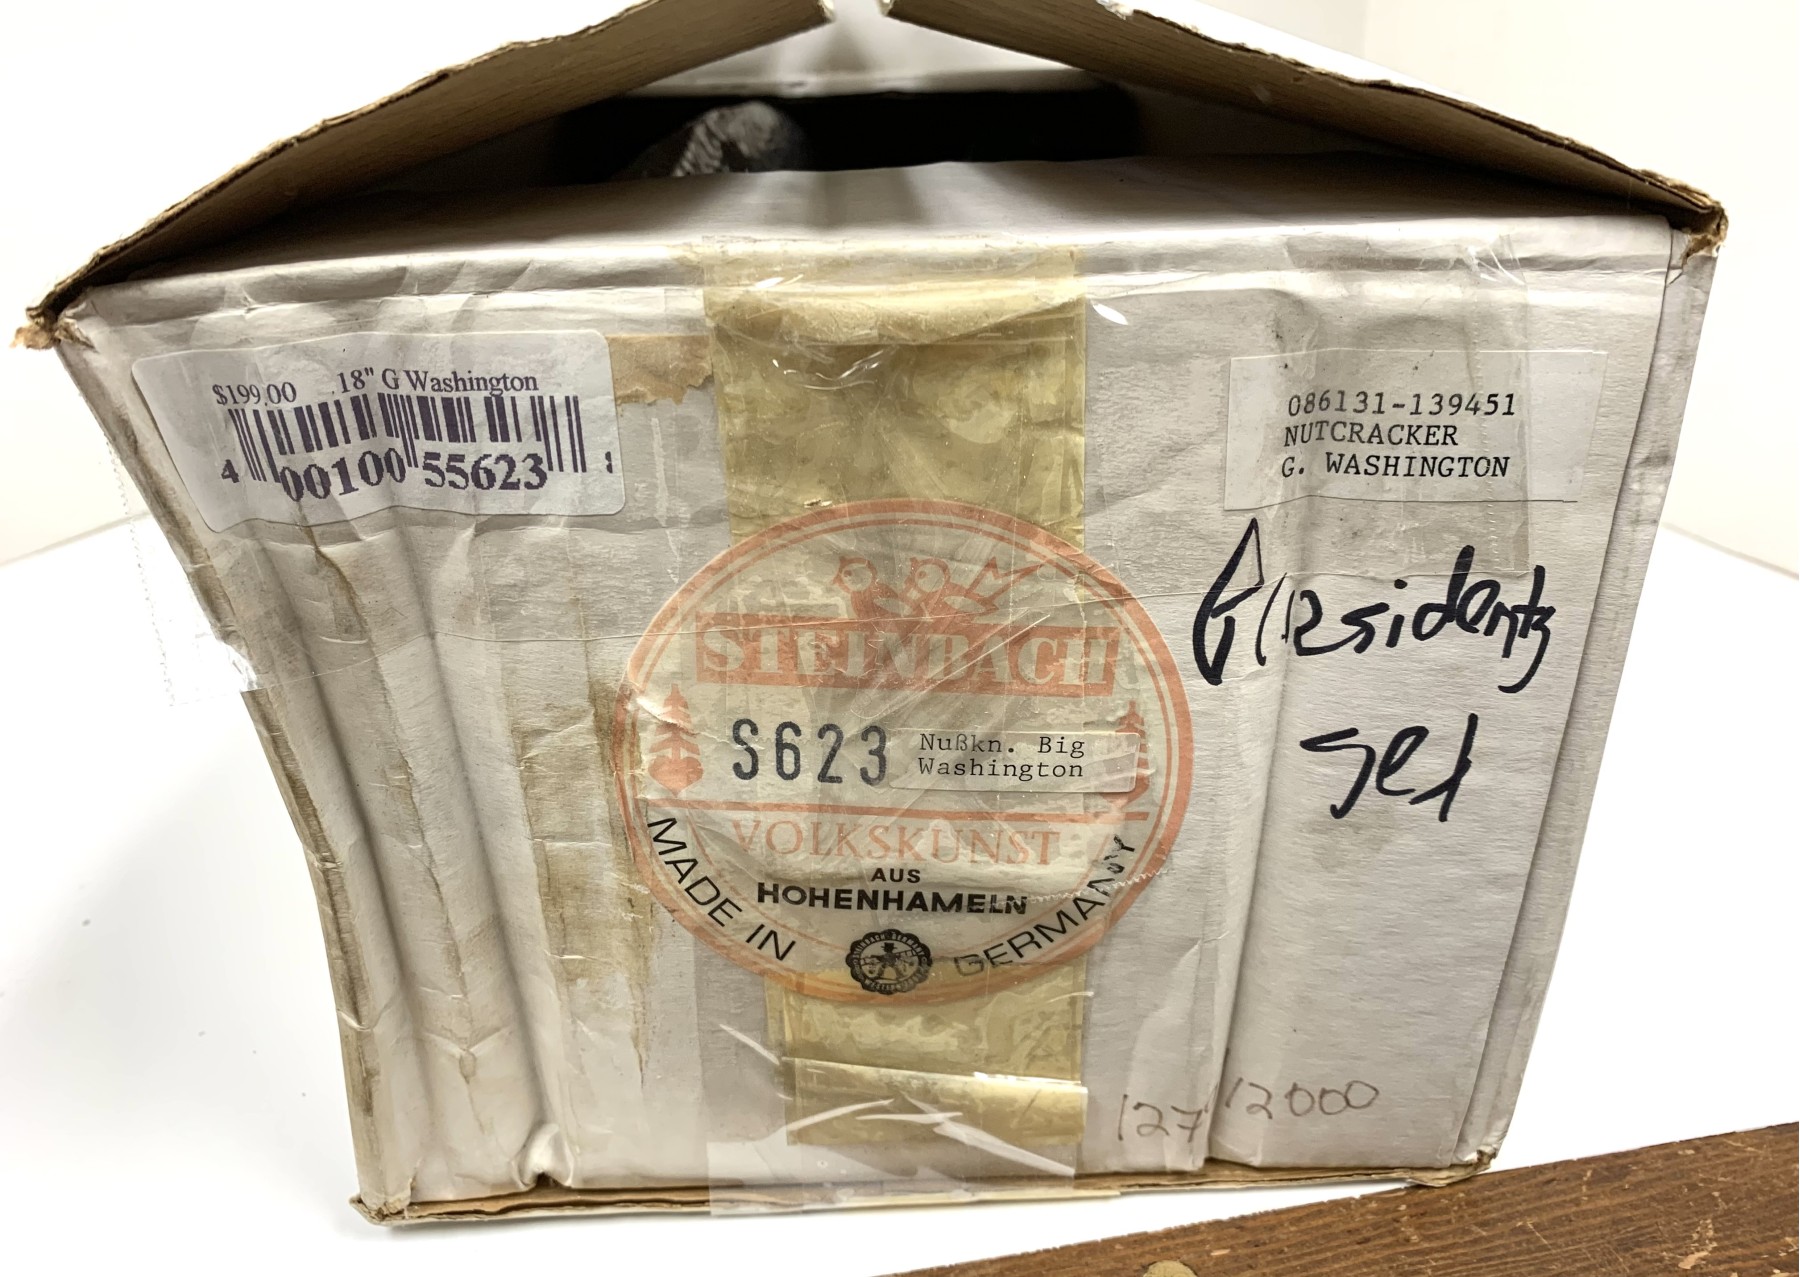 $199.00 18" G Washington
4 00100 55623
086131-139451
NUTCRACKER
G. WASHINGTON
Presidents
set
STEINBACH
S623
Nußkn. Big
Washington
VOLKSKUNST
AUS
HOHENHAMELN
MADE IN GERMANY
127/12000